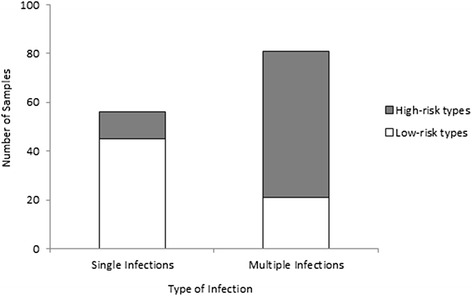 100
80
60
40
20
0
Number of Samples
Single Infections
Multiple Infections
Type of Infection
High-risk types
Low-risk types